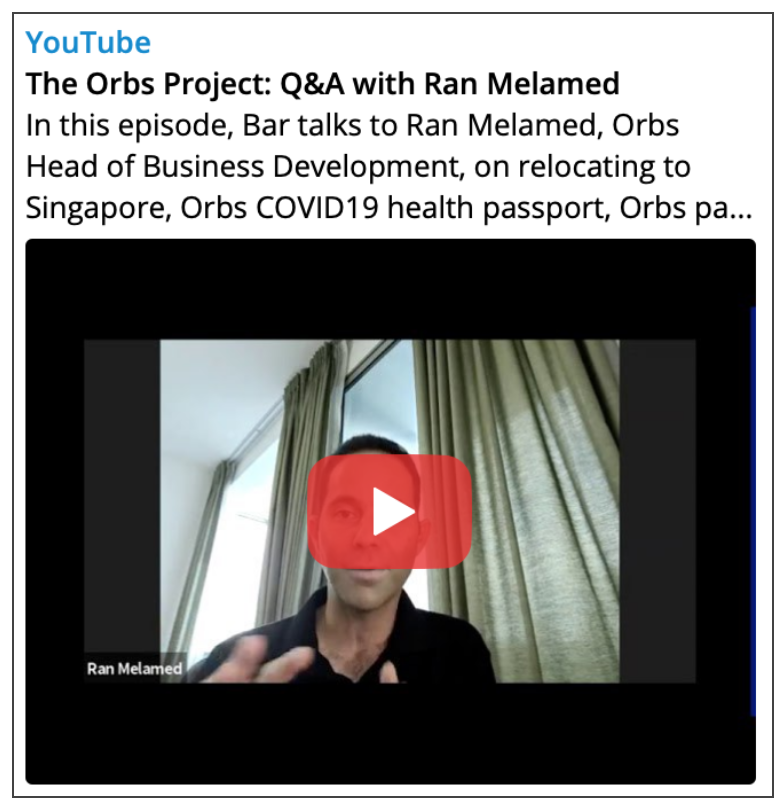 YouTube
The Orbs Project: Q&A with Ran Melamed
In this episode, Bar talks to Ran Melamed, Orbs
Head of Business Development, on relocating to
Singapore, Orbs COVID19 health passport, Orbs pa...
Ran Melamed